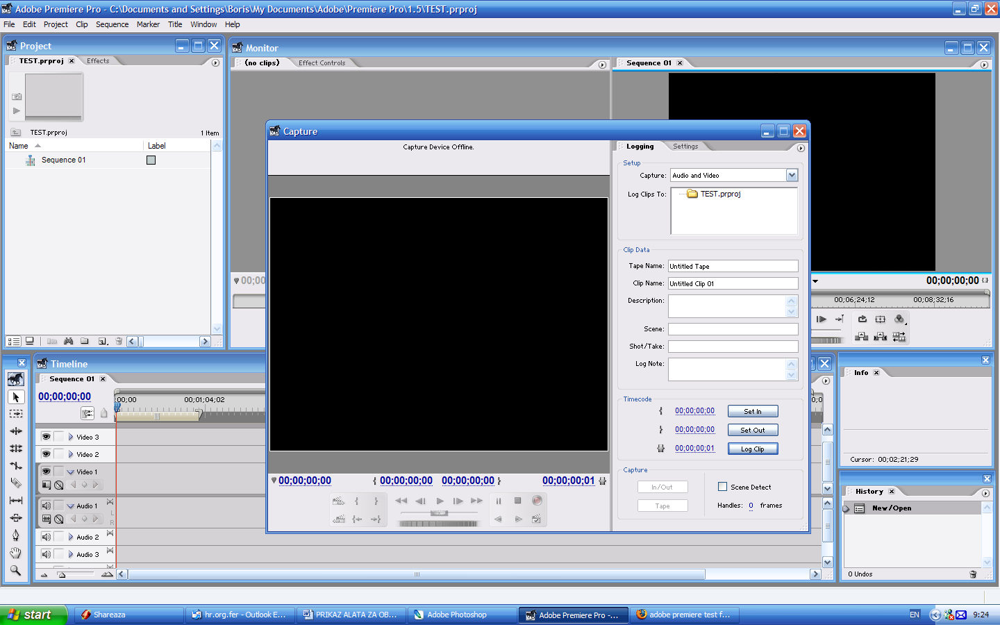 Adobe Premiere Pro - C:\Documents and Settings\Boris\My Documents\Adobe\Premiere Pro\1.5\TEST.prproj
File Edit Project Clip Sequence Marker Title Window Help
Project
TEST.prproj Effects
TEST.prproj 1 Item
Name Label
Sequence 01
Monitor
(no clips) Effect Controls
Sequence 01
00;00
00;00;00;00
00;06;24;12 00;08;32;16
Capture
Capture Device Offline.
00;00;00;00 { 00;00;00;00 00;00;00;00 } 00;00;00;01
Logging Settings
Setup
Capture: Audio and Video
Log Clips To: TEST.prproj
Clip Data
Tape Name: Untitled Tape
Clip Name: Untitled Clip 01
Description:
Scene:
Shot/Take:
Log Note:
Timecode
{ 00;00;00;00 Set In
} 00;00;00;00 Set Out
00;00;00;01 Log Clip
Capture
In/Out Scene Detect
Tape Handles: 0 frames
Timeline
Sequence 01
00;00;00;00 ;00;00 00;01;04;02
Video 3
Video 2
Video 1
Audio 1
L
R
Audio 2
Audio 3
Info
Cursor: 00;02;21;29
History
New/Open
0 Undos
start Shareaza hr.org.fer - Outlook E... PRIKAZ ALATA ZA OB... Adobe Photoshop Adobe Premiere Pro -... adobe premiere test f... EN 9:24